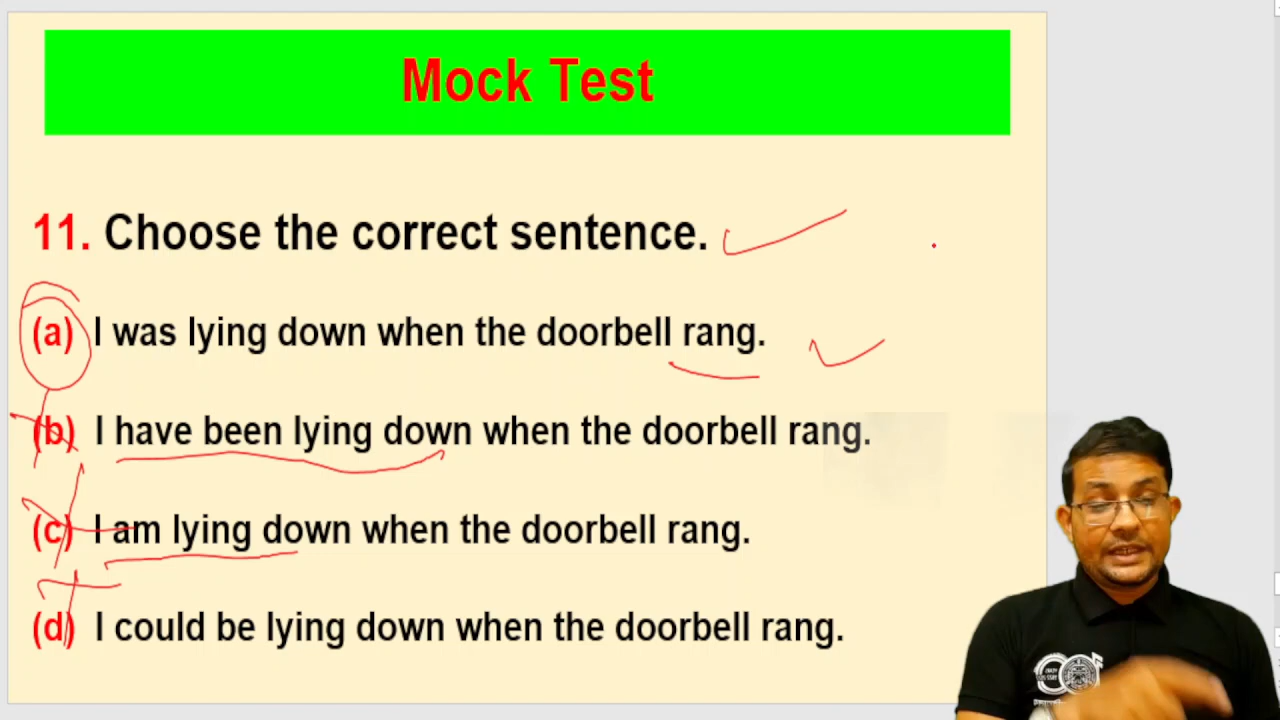 Mock Test
11. Choose the correct sentence.
(a) I was lying down when the doorbell rang.
(b) I have been lying down when the doorbell rang.
(c) I am lying down when the doorbell rang.
(d) I could be lying down when the doorbell rang.